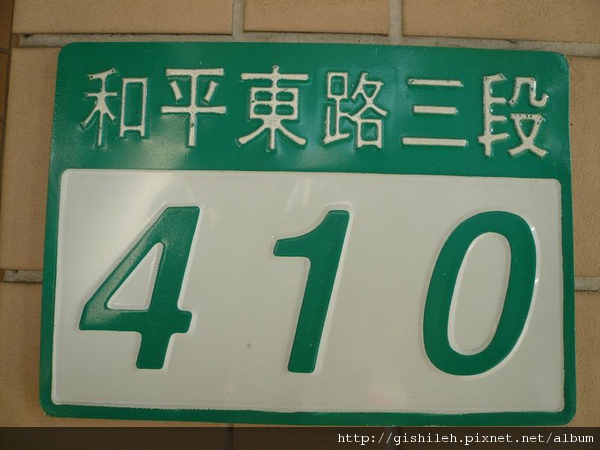 和平東路三段
410
http://gishileh.pixnet.net/album